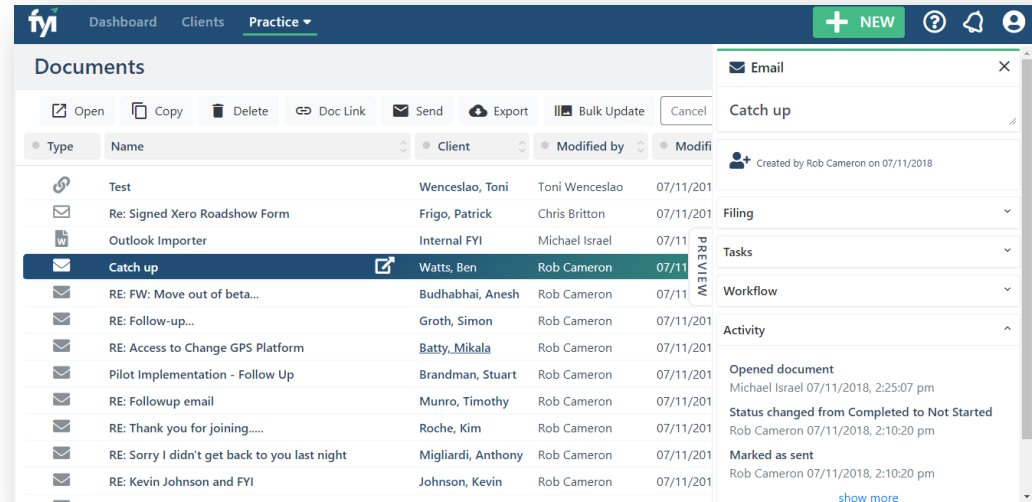 fyi Dashboard Clients Practice NEW
Documents
Open Copy Delete Doc Link Send Export Bulk Update Cancel
Type Name Client Modified by Modifi
Test Wenceslao, Toni Toni Wenceslao 07/11/201
Re: Signed Xero Roadshow Form Frigo, Patrick Chris Britton 07/11/201
W Outlook Importer Internal FYI Michael Israel 07/11
Catch up Watts, Ben Rob Cameron 07/11
RE: FW: Move out of beta... Budhabhai, Anesh Rob Cameron 07/11
RE: Follow-up... Groth, Simon Rob Cameron 07/11/201
RE: Access to Change GPS Platform Batty, Mikala Rob Cameron 07/11/201
Pilot Implementation - Follow Up Brandman, Stuart Rob Cameron 07/11/201
RE: Followup email Munro, Timothy Rob Cameron 07/11/201
RE: Thank you for joining..... Roche, Kim Rob Cameron 07/11/201
RE: Sorry I didn't get back to you last night Migliardi, Anthony Rob Cameron 07/11/201
RE: Kevin Johnson and FYI Johnson, Kevin Rob Cameron 07/11/201
PREVIEW
Email
Catch up
Created by Rob Cameron on 07/11/2018
Filing
Tasks
Workflow
Activity
Opened document
Michael Israel 07/11/2018, 2:25:07 pm
Status changed from Completed to Not Started
Rob Cameron 07/11/2018, 2:10:20 pm
Marked as sent
Rob Cameron 07/11/2018, 2:10:20 pm
show more